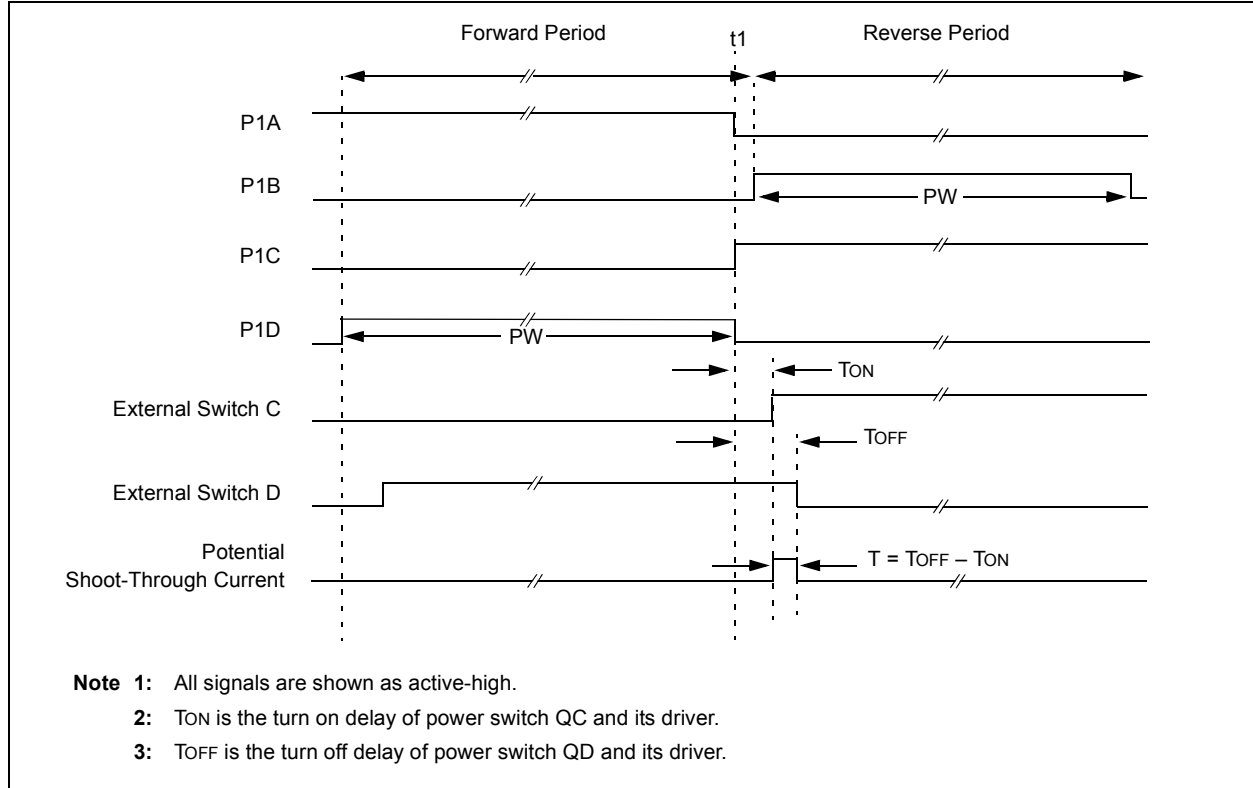 Forward Period
t1
Reverse Period
P1A
P1B
PW
P1C
P1D
PW
TON
External Switch C
TOFF
External Switch D
Potential
Shoot-Through Current
T = TOFF – TON
Note 1: All signals are shown as active-high.
2: TON is the turn on delay of power switch QC and its driver.
3: TOFF is the turn off delay of power switch QD and its driver.